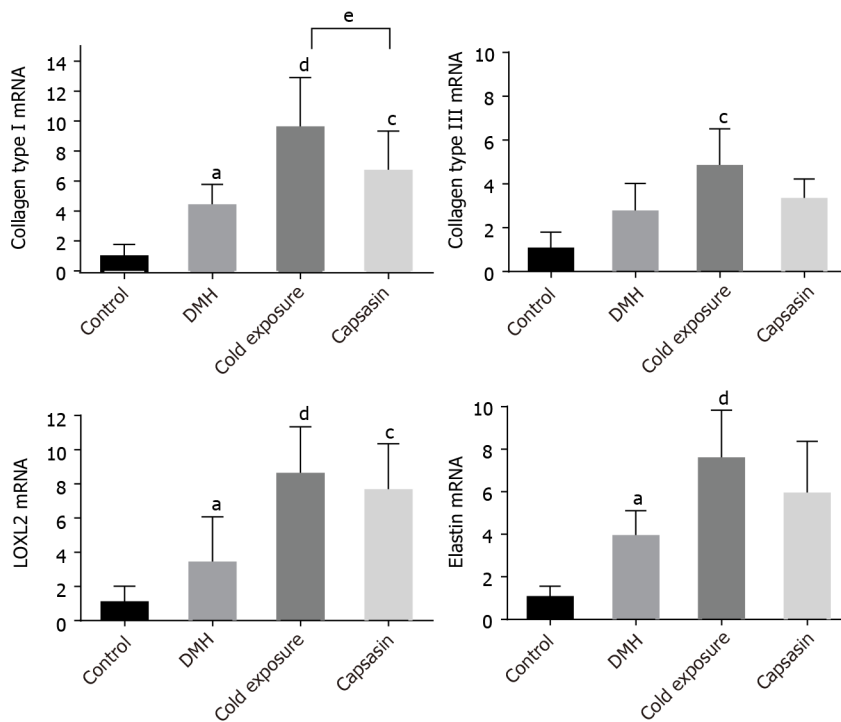 e
14
12
10
8
6
4
2
0
Collagen type I mRNA
a
d
c
Control
DMH
Cold exposure
Capsasin
10
8
6
4
2
0
Collagen type III mRNA
c
Control
DMH
Cold exposure
Capsasin
12
10
8
6
4
2
0
LOXL2 mRNA
a
d
c
Control
DMH
Cold exposure
Capsasin
10
8
6
4
2
0
Elastin mRNA
a
d
Control
DMH
Cold exposure
Capsasin